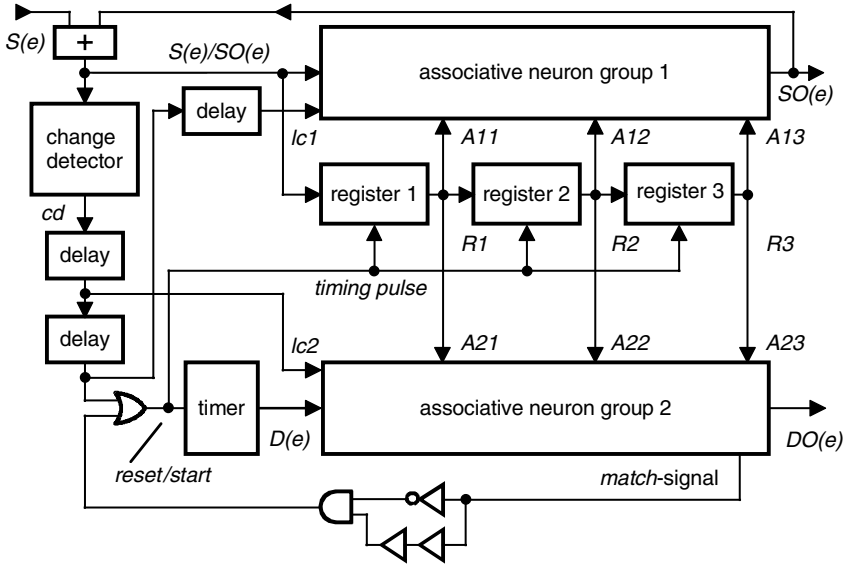 S(e)
+
S(e)/SO(e)
associative neuron group 1
SO(e)
change
detector
delay
lc1
A11
A12
A13
register 1
register 2
register 3
cd
delay
R1
R2
R3
timing pulse
delay
lc2
A21
A22
A23
timer
associative neuron group 2
D(e)
DO(e)
reset/start
match-signal